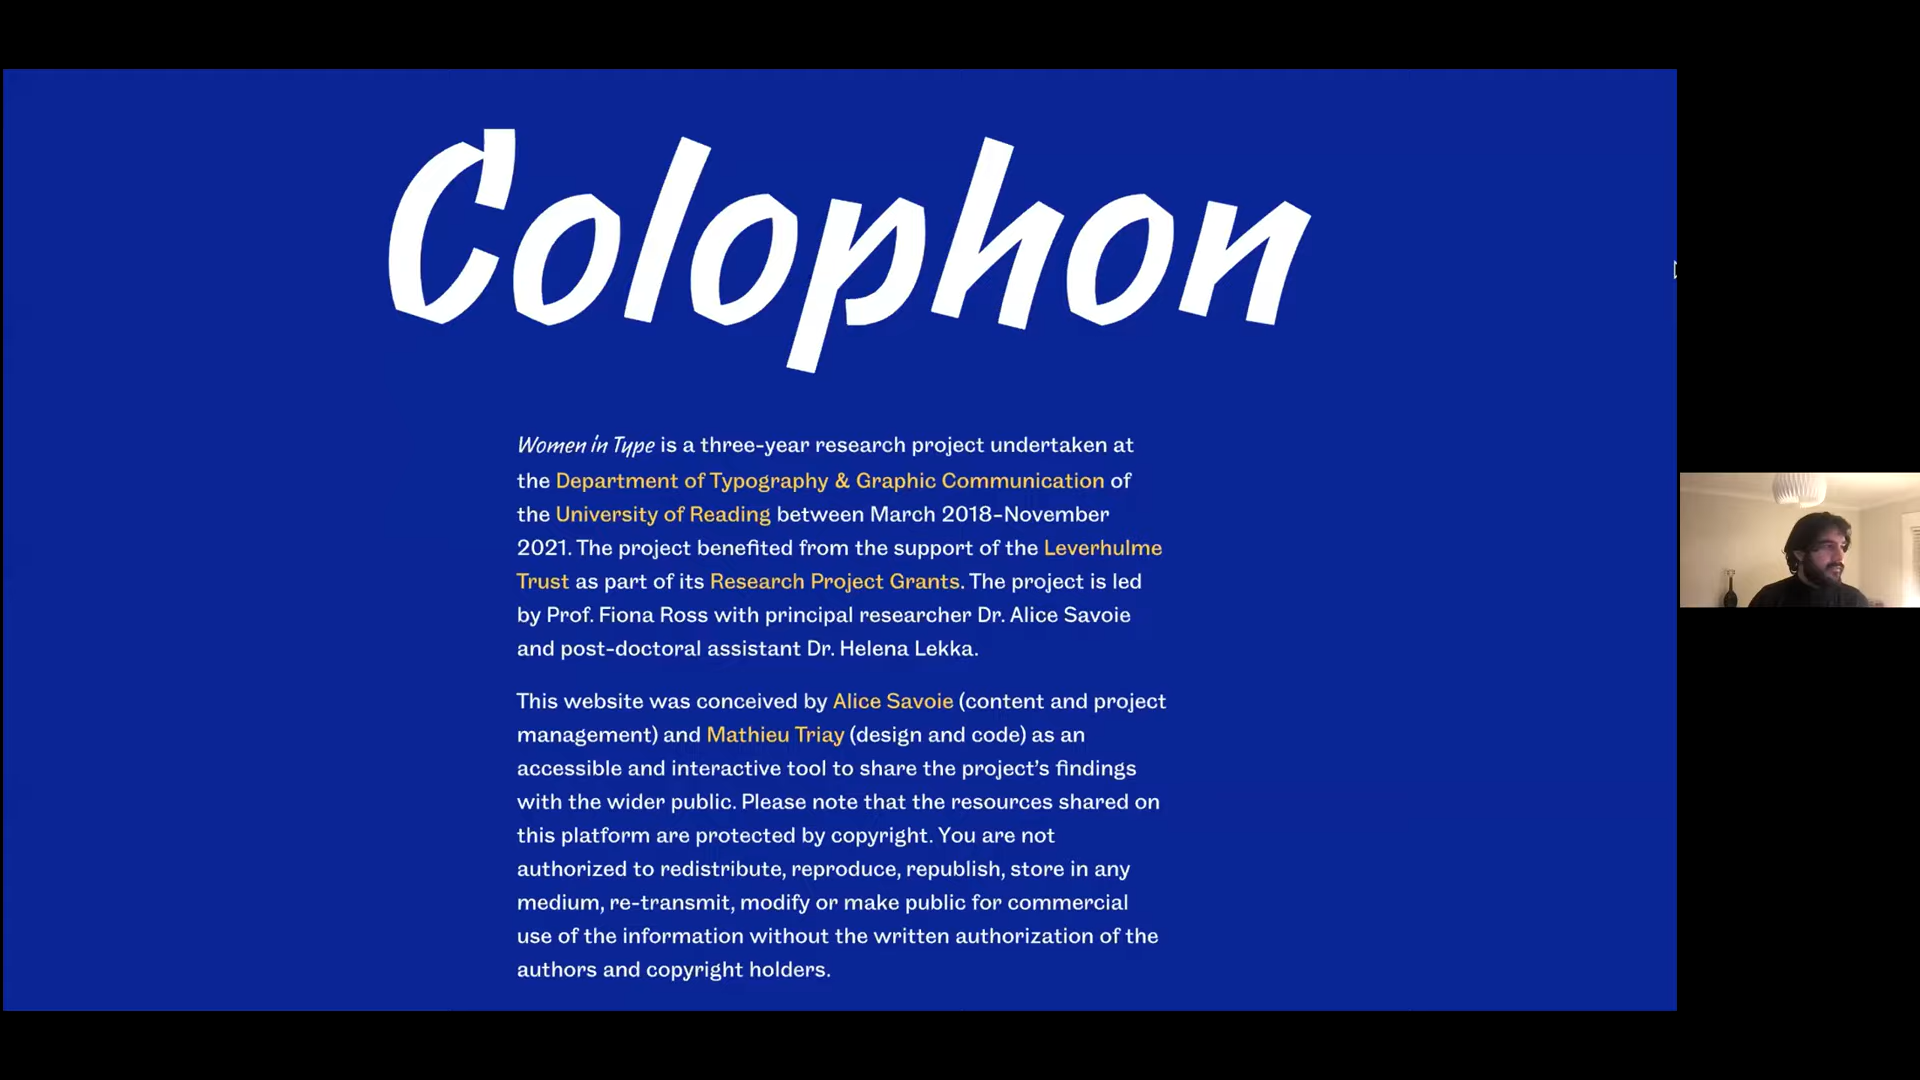 Colophon
Women in Type is a three-year research project undertaken at
the Department of Typography & Graphic Communication of
the University of Reading between March 2018–November
2021. The project benefited from the support of the Leverhulme
Trust as part of its Research Project Grants. The project is led
by Prof. Fiona Ross with principal researcher Dr. Alice Savoie
and post-doctoral assistant Dr. Helena Lekka.
This website was conceived by Alice Savoie (content and project
management) and Mathieu Triay (design and code) as an
accessible and interactive tool to share the project’s findings
with the wider public. Please note that the resources shared on
this platform are protected by copyright. You are not
authorized to redistribute, reproduce, republish, store in any
medium, re-transmit, modify or make public for commercial
use of the information without the written authorization of the
authors and copyright holders.